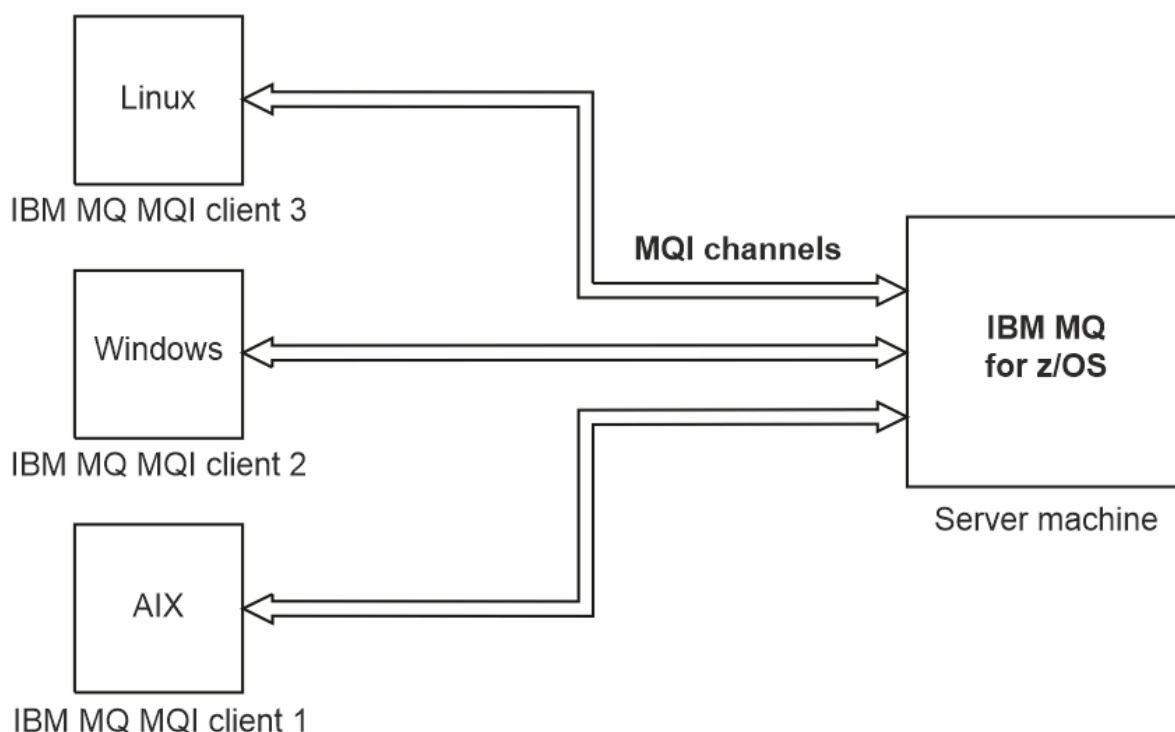 Linux
IBM MQ MQI client 3
MQI channels
IBM MQ
for z/OS
Windows
IBM MQ MQI client 2
Server machine
AIX
IBM MQ MQI client 1